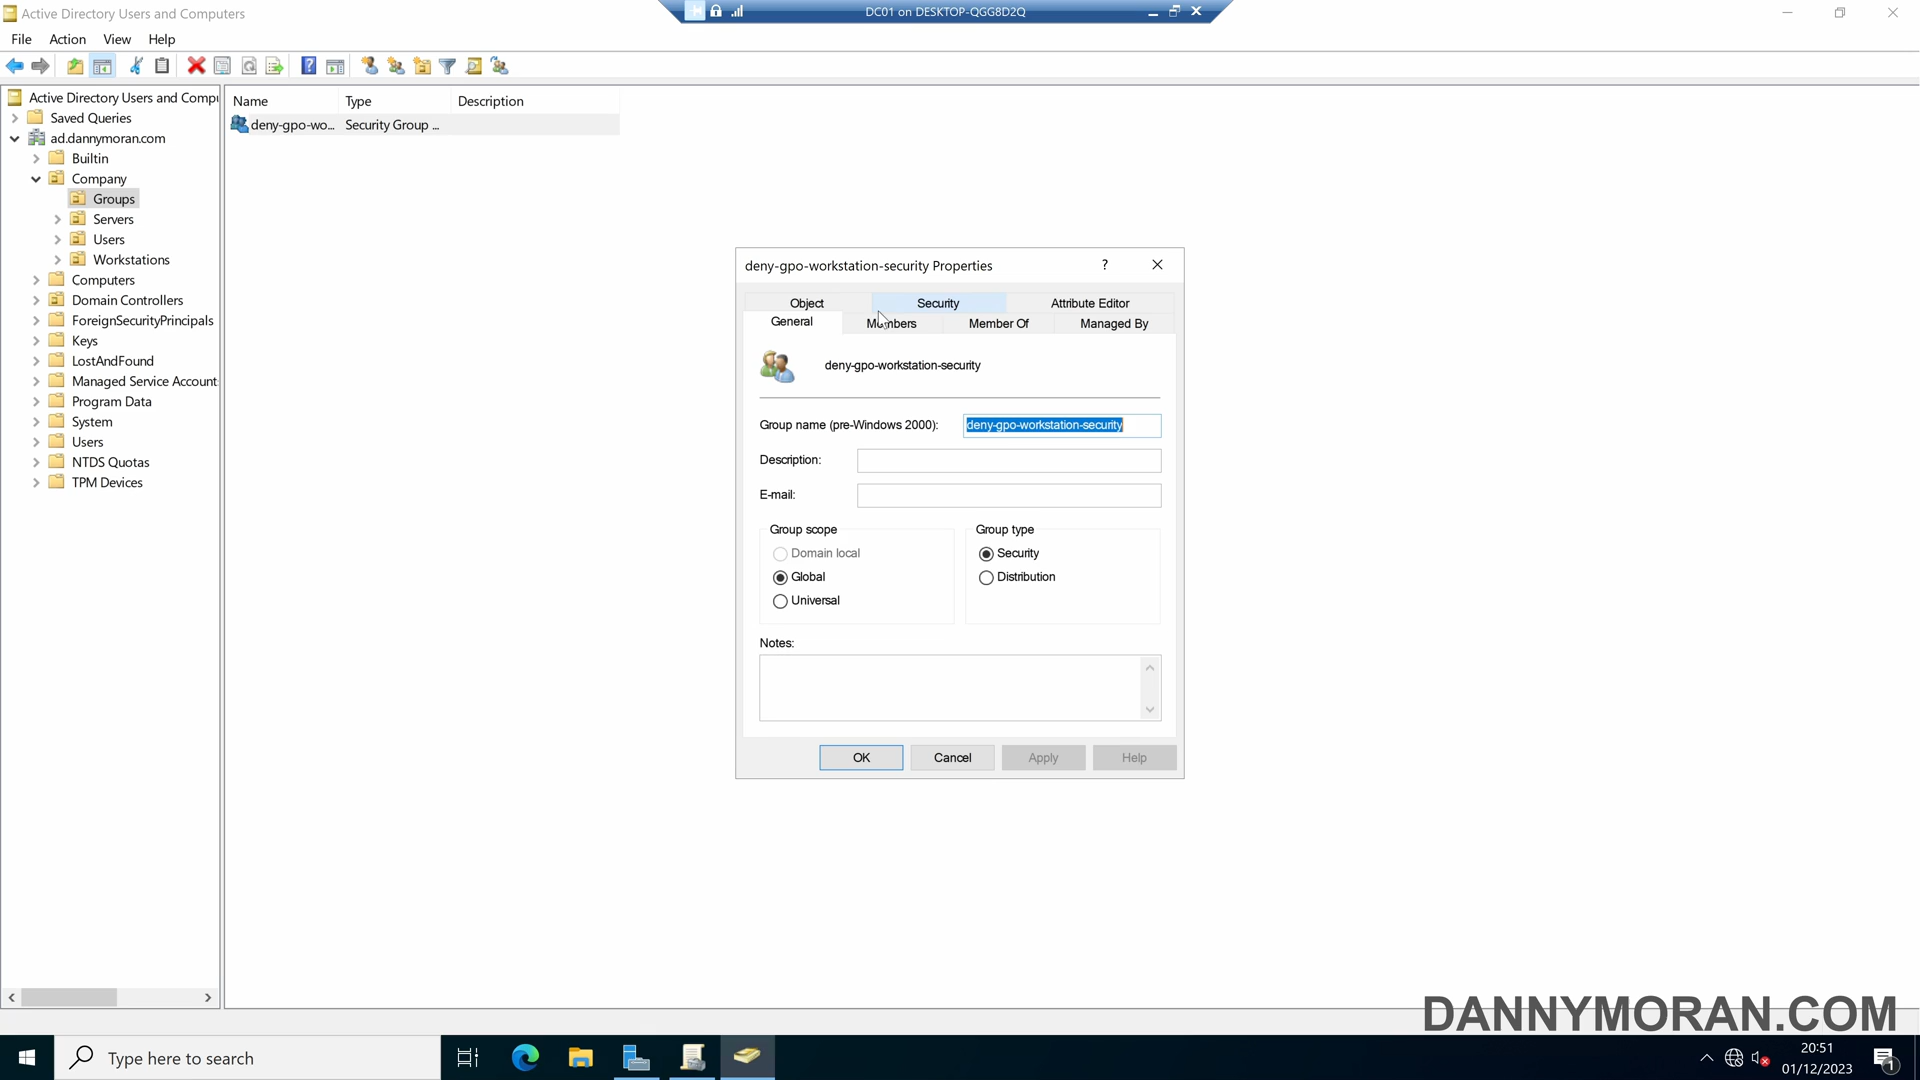 Active Directory Users and Computers
DC01 on DESKTOP-QGG8D2Q
File Action View Help
Active Directory Users and Compu
Saved Queries
ad.dannymoran.com
Builtin
Company
Groups
Servers
Users
Workstations
Computers
Domain Controllers
ForeignSecurityPrincipals
Keys
LostAndFound
Managed Service Account
Program Data
System
Users
NTDS Quotas
TPM Devices
Name Type Description
deny-gpo-wo... Security Group ...
deny-gpo-workstation-security Properties
?
Object Security Attribute Editor
General Members Member Of Managed By
deny-gpo-workstation-security
Group name (pre-Windows 2000): deny-gpo-workstation-security
Description:
E-mail:
Group scope
Domain local
Global
Universal
Group type
Security
Distribution
Notes:
OK Cancel Apply Help
DANNYMORAN.COM
Type here to search
20:51
01/12/2023
1